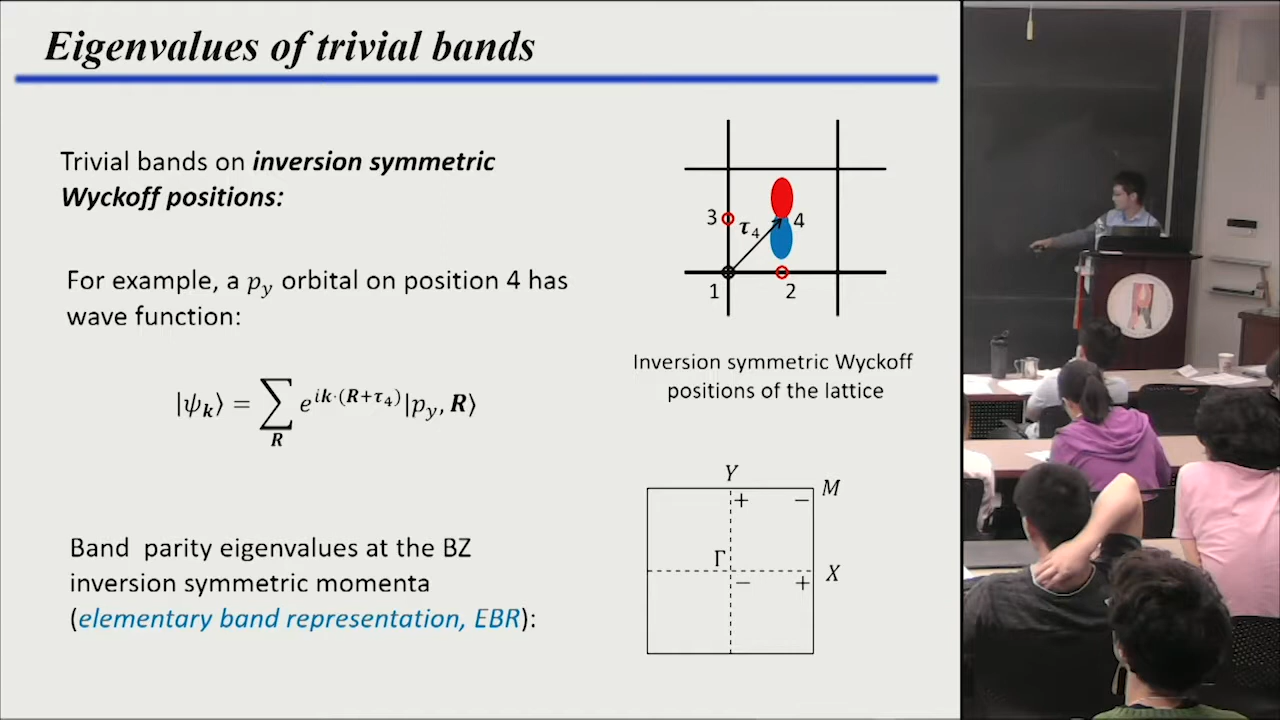 Eigenvalues of trivial bands
Trivial bands on inversion symmetric
Wyckoff positions:
For example, a p_y orbital on position 4 has
wave function:
|ψ_𝒌⟩ = ∑_𝑹 e^{i𝒌·(𝑹+𝝉₄)}|p_y, 𝑹⟩
Band parity eigenvalues at the BZ
inversion symmetric momenta
(elementary band representation, EBR):
3 𝝉₄ 4
1 2
Inversion symmetric Wyckoff
positions of the lattice
Y
+ − M
Γ − + X